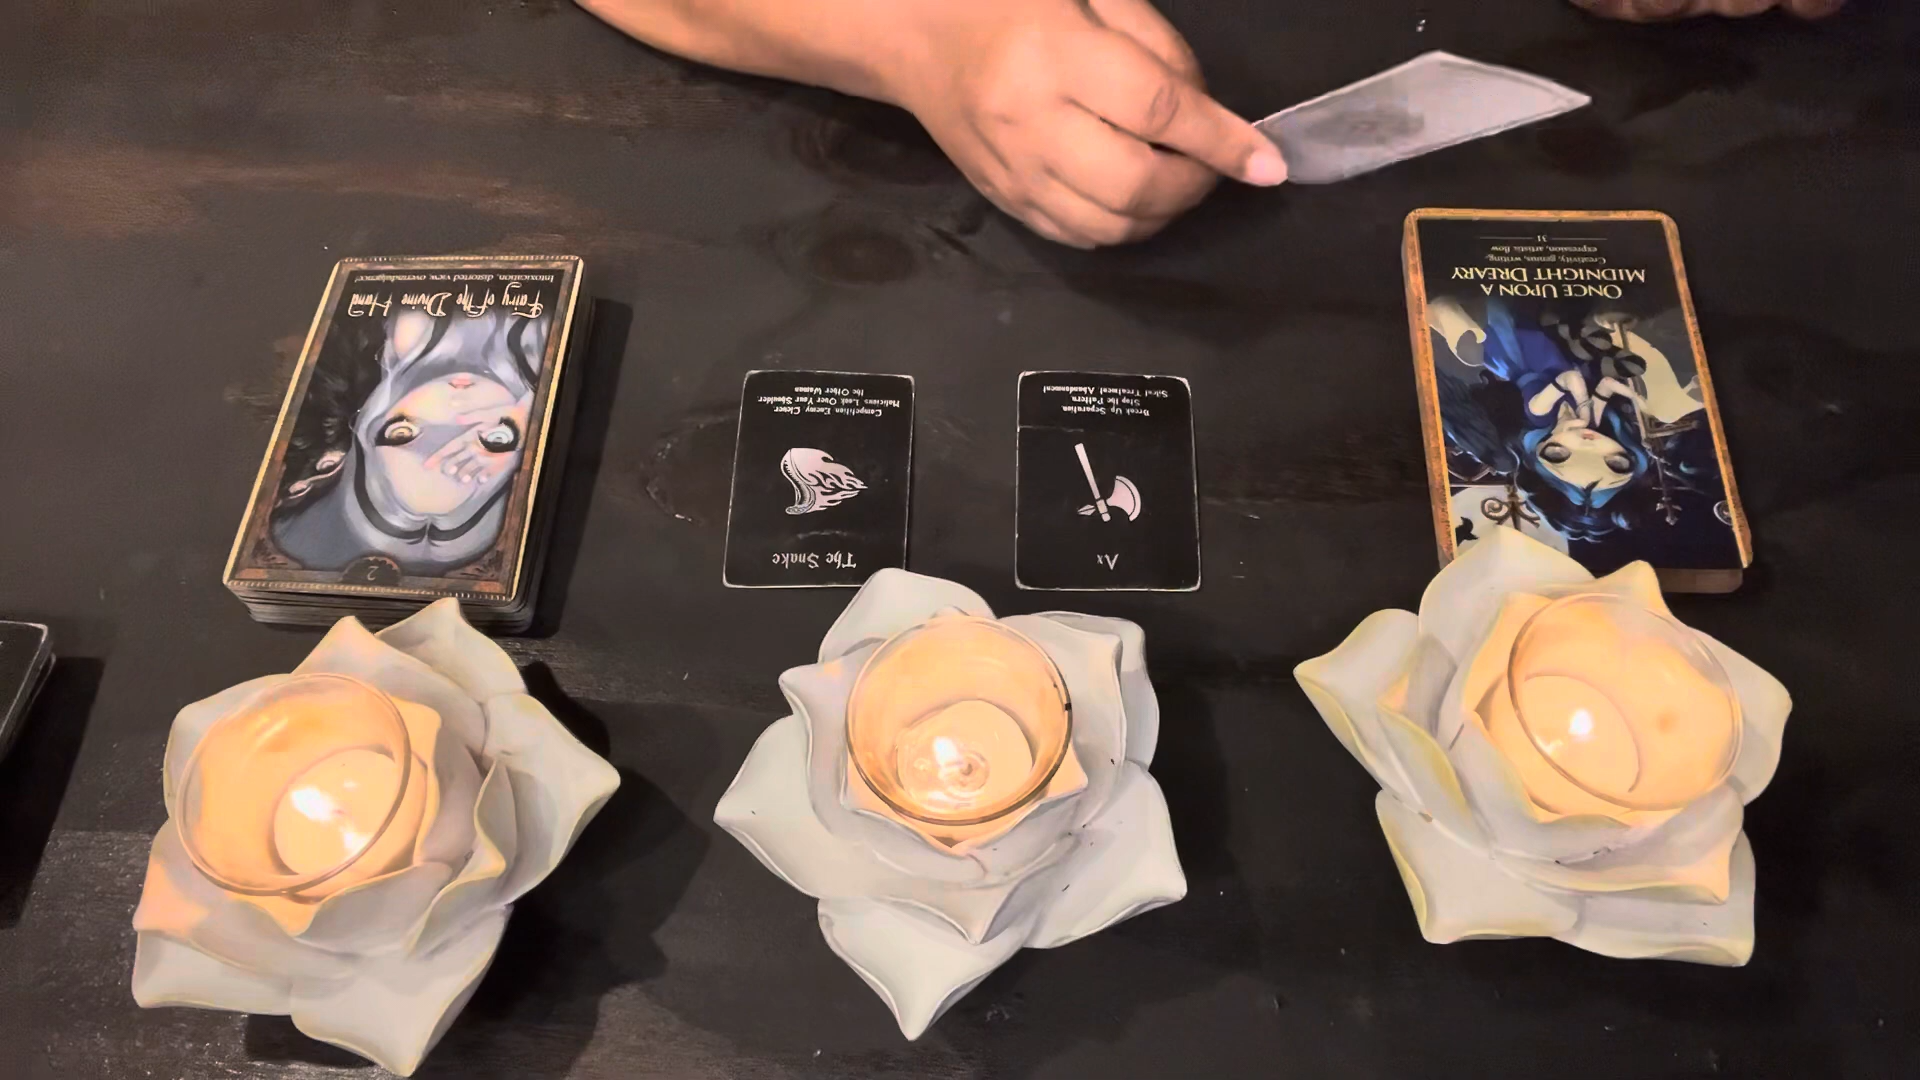 2
Fairy of the Divine Hand
Intoxication, distorted view, overindulgence
The Snake
Competition Enemy Clever
Malicious Look Over Your Shoulder
the Other Woman
Ax
Break Up Separation
Stop the Pattern
Silent Treatment Abandonment
ONCE UPON A
MIDNIGHT DREARY
Creativity, genius, writing,
expression, artistic flow
31